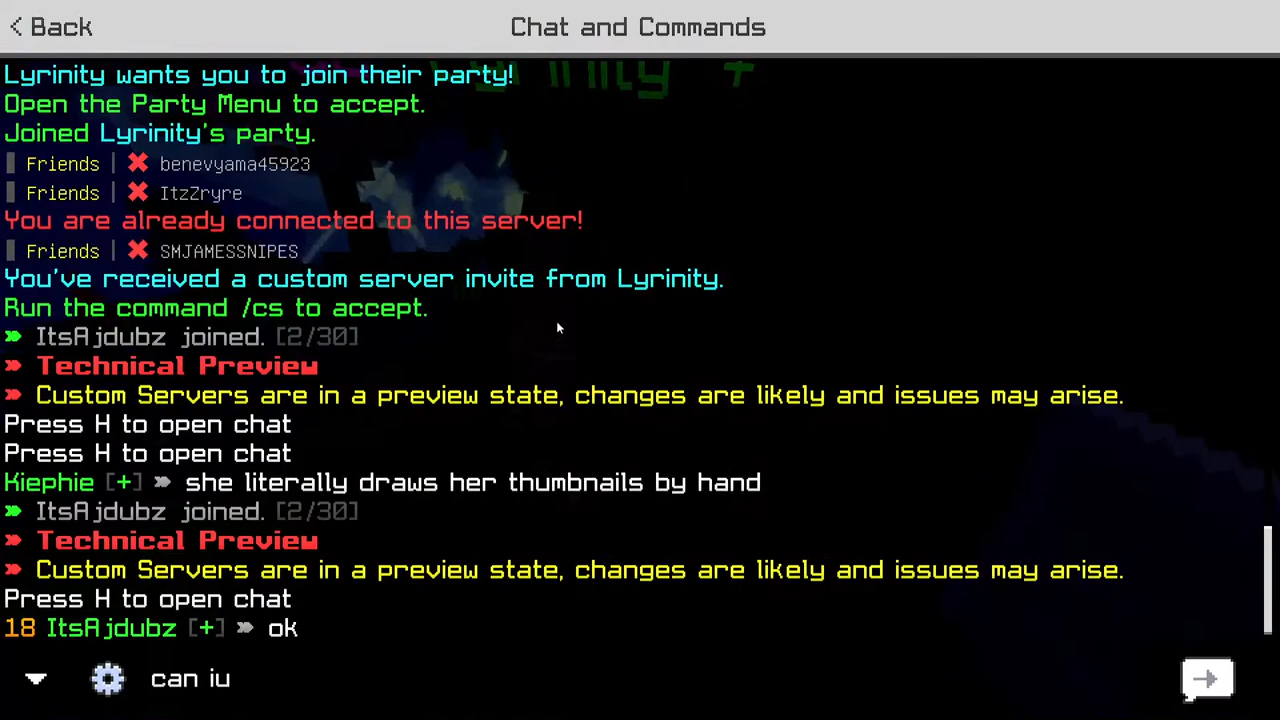 < Back
Chat and Commands
Lyrinity +
Lyrinity wants you to join their party!
Open the Party Menu to accept.
Joined Lyrinity's party.
Friends | ✖ benevyama45923
Friends | ✖ ItzZryre
You are already connected to this server!
Friends | ✖ SMJAMESSNIPES
You've received a custom server invite from Lyrinity.
Run the command /cs to accept.
» ItsAjdubz joined. [2/30]
» Technical Preview
» Custom Servers are in a preview state, changes are likely and issues may arise.
Press H to open chat
Press H to open chat
Kiephie [+] » she literally draws her thumbnails by hand
» ItsAjdubz joined. [2/30]
» Technical Preview
» Custom Servers are in a preview state, changes are likely and issues may arise.
Press H to open chat
18 ItsAjdubz [+] » ok
can iu